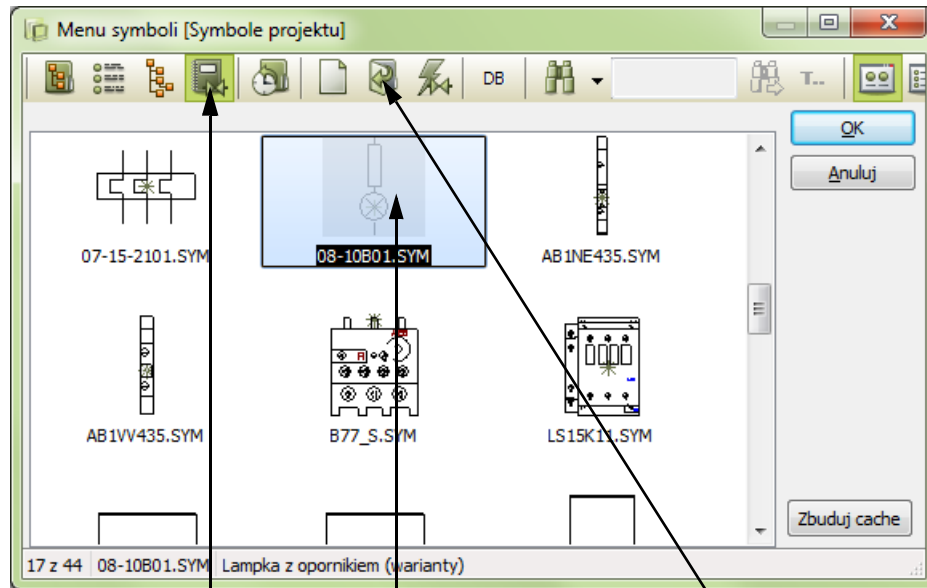 Menu symboli [Symbole projektu]
DB
T...
OK
Anuluj
07-15-2101.SYM
08-10B01.SYM
AB1NE435.SYM
AB1VV435.SYM
B77_S.SYM
LS15K11.SYM
Zbuduj cache
17 z 44 08-10B01.SYM Lampka z opornikiem (warianty)